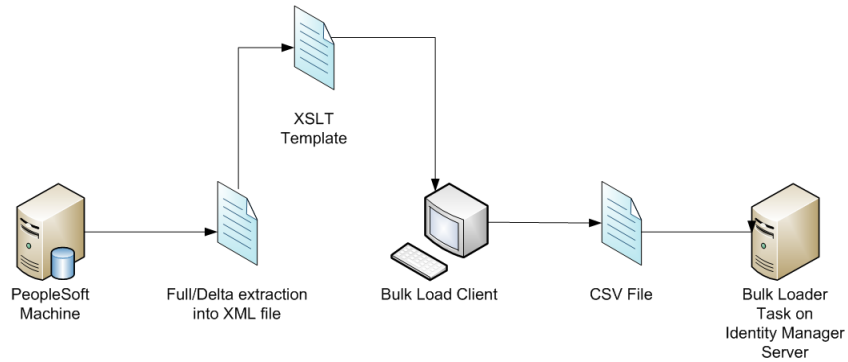 XSLT
Template
PeopleSoft
Machine
Full/Delta extraction
into XML file
Bulk Load Client
CSV File
Bulk Loader
Task on
Identity Manager
Server